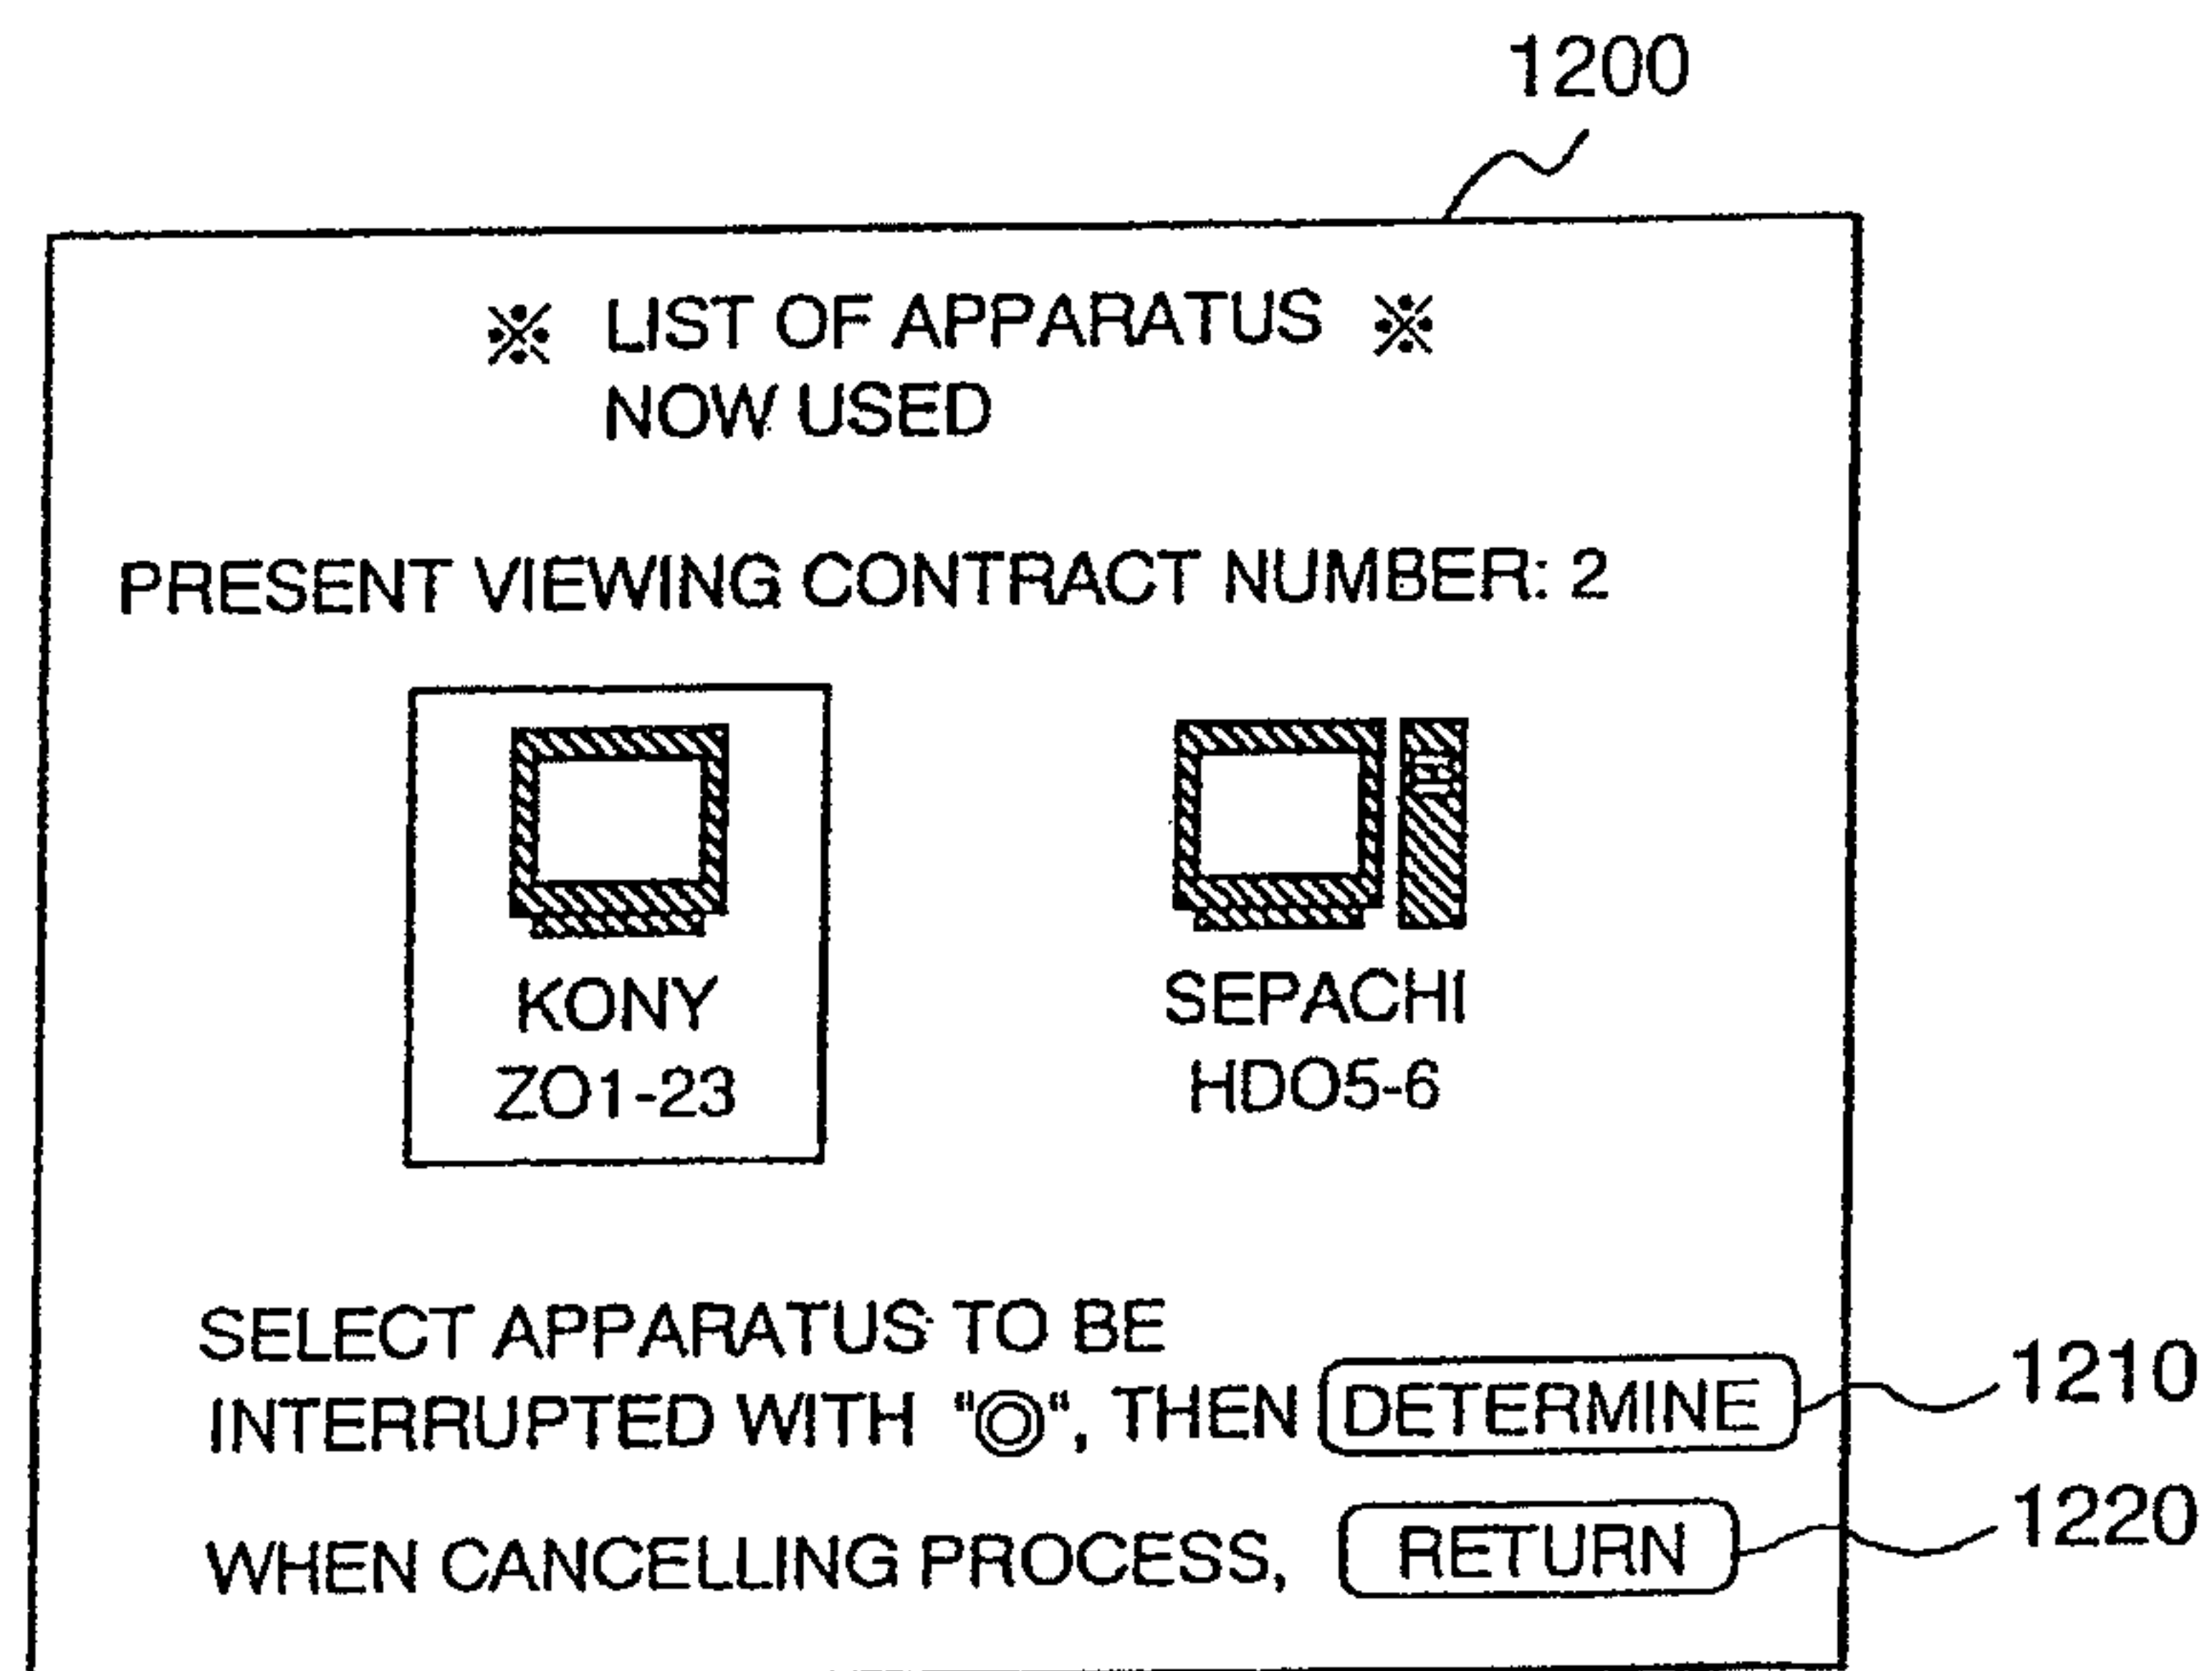 1200
※ LIST OF APPARATUS ※
NOW USED
PRESENT VIEWING CONTRACT NUMBER: 2
KONY
ZO1-23
SEPACHI
HDO5-6
SELECT APPARATUS TO BE
INTERRUPTED WITH "◎", THEN DETERMINE
1210
WHEN CANCELLING PROCESS, RETURN
1220